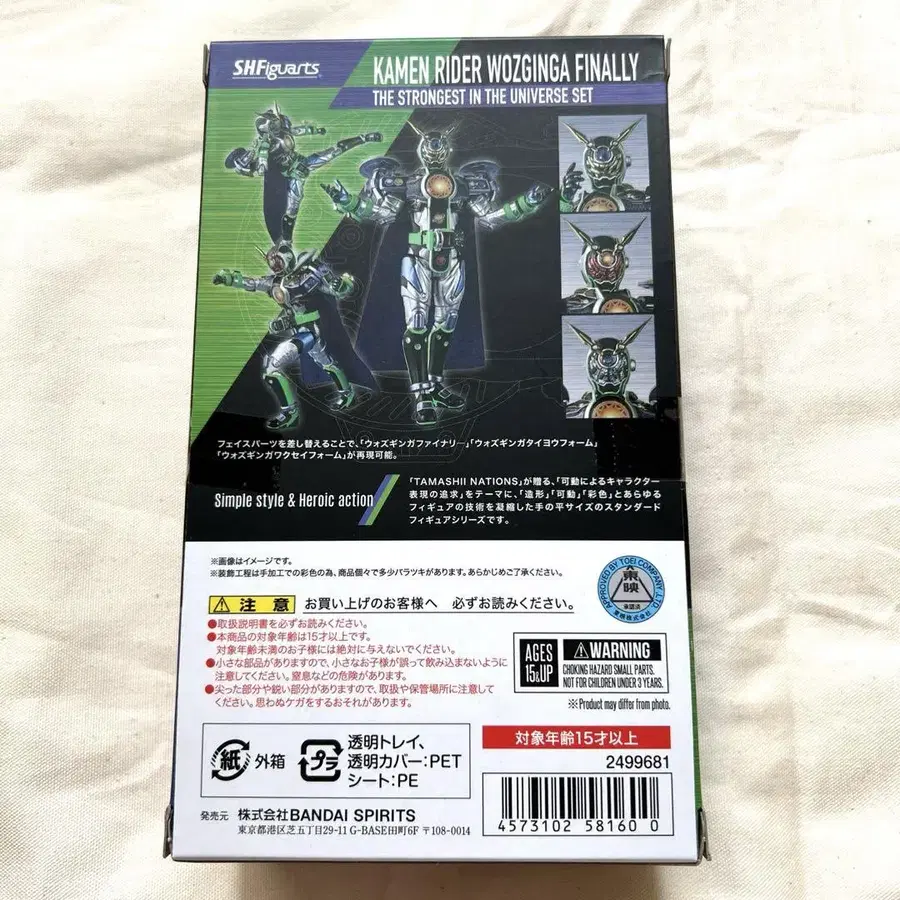 S.H.Figuarts
KAMEN RIDER WOZGINGA FINALLY
THE STRONGEST IN THE UNIVERSE SET
フェイスパーツを差し替えることで、「ウォズギンガファイナリー」「ウォズギンガタイヨウフォーム」
「ウォズギンガワクセイフォーム」が再現可能。
Simple style & Heroic action
「TAMASHII NATIONS」が贈る、「可動によるキャラクター
表現の追求」をテーマに、「造形」「可動」「彩色」とあらゆる
フィギュアの技術を凝縮した手の平サイズのスタンダード
フィギュアシリーズです。
※画像はイメージです。
※装飾工程は手加工での彩色の為、商品個々で多少バラツキがあります。あらかじめご了承ください。
APPROVED BY TOEI COMPANY, LTD.
東映
承認済
東映株式会社
注意 お買い上げのお客様へ 必ずお読みください。
●取扱説明書を必ずお読みください。
●本商品の対象年齢は15才以上です。
対象年齢未満のお子様には絶対に与えないでください。
●小さな部品がありますので、小さなお子様が誤って飲み込まないように
注意してください。窒息などの危険があります。
●尖った部分や鋭い部分がありますので、取扱や保管場所に注意して
ください。思わぬケガをするおそれがあります。
AGES
15&UP
WARNING
CHOKING HAZARD SMALL PARTS.
NOT FOR CHILDREN UNDER 3 YEARS.
※Product may differ from photo.
紙 外箱
プラ
透明トレイ、
透明カバー:PET
シート:PE
対象年齢15才以上
2499681
発売元 株式会社BANDAI SPIRITS
東京都港区芝五丁目29-11 G-BASE田町6F 〒108-0014
4573102 58160 0